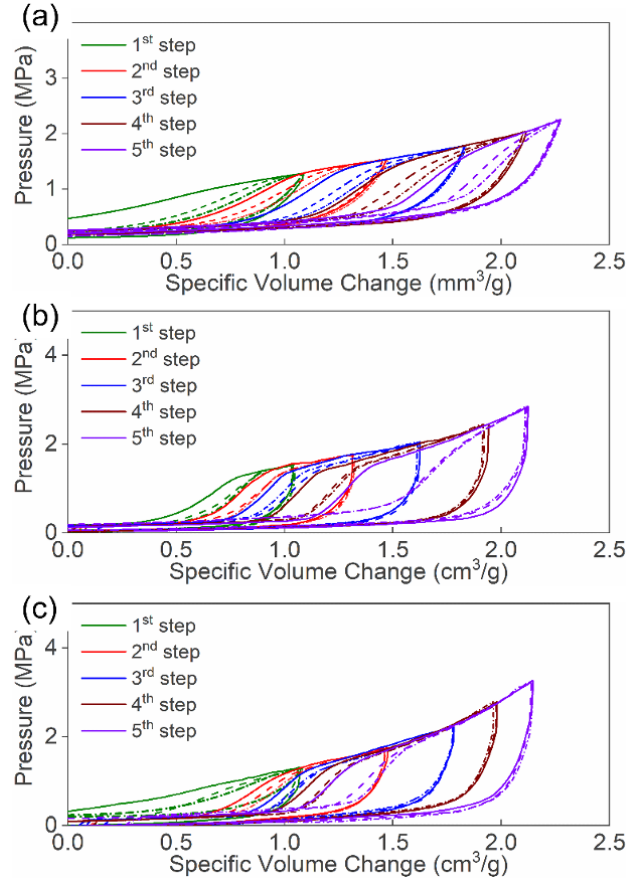 (a)
Pressure (MPa)
3
2
1
0
1st step
2nd step
3rd step
4th step
5th step
0.0 0.5 1.0 1.5 2.0 2.5
Specific Volume Change (mm³/g)
(b)
Pressure (MPa)
4
2
0
1st step
2nd step
3rd step
4th step
5th step
0.0 0.5 1.0 1.5 2.0 2.5
Specific Volume Change (cm³/g)
(c)
Pressure (MPa)
4
2
0
1st step
2nd step
3rd step
4th step
5th step
0.0 0.5 1.0 1.5 2.0 2.5
Specific Volume Change (cm³/g)